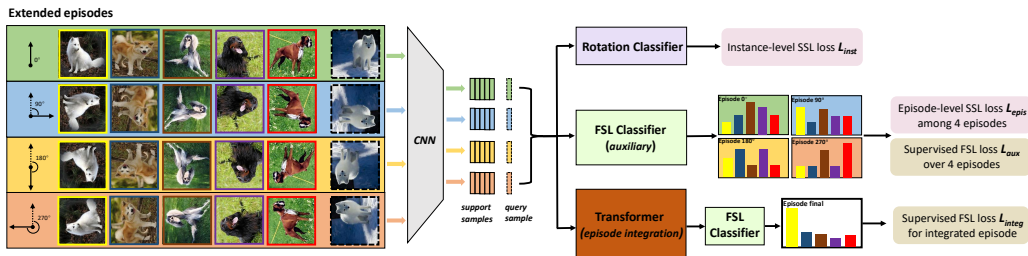 Extended episodes
0°
90°
180°
270°
CNN
support
samples
query
sample
Rotation Classifier
Instance-level SSL loss L_inst
FSL Classifier
(auxiliary)
Episode 0°
Episode 90°
Episode 180°
Episode 270°
Episode-level SSL loss L_epis
among 4 episodes
Supervised FSL loss L_aux
over 4 episodes
Transformer
(episode integration)
FSL
Classifier
Episode final
Supervised FSL loss L_integ
for integrated episode